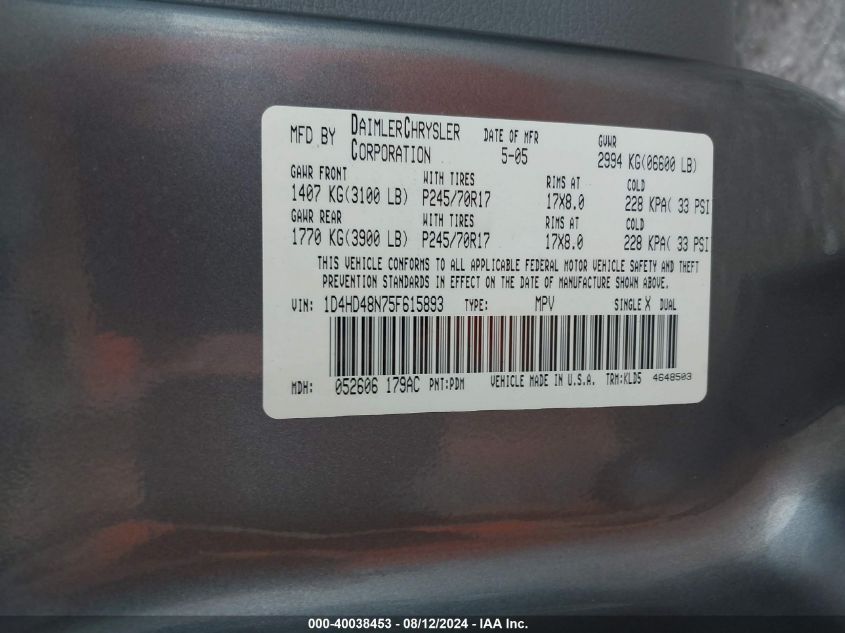 MFD BY DAIMLERCHRYSLER CORPORATION DATE OF MFR 5-05 GVWR 2994 KG(06600 LB)
GAWR FRONT WITH TIRES RIMS AT COLD
1407 KG(3100 LB) P245/70R17 17X8.0 228 KPA( 33 PSI
GAWR REAR WITH TIRES RIMS AT COLD
1770 KG(3900 LB) P245/70R17 17X8.0 228 KPA( 33 PSI
THIS VEHICLE CONFORMS TO ALL APPLICABLE FEDERAL MOTOR VEHICLE SAFETY AND THEFT
PREVENTION STANDARDS IN EFFECT ON THE DATE OF MANUFACTURE SHOWN ABOVE.
VIN: 1D4HD48N75F615893 TYPE: MPV SINGLE X DUAL
MDH: 052606 179AC PNT:PDM VEHICLE MADE IN U.S.A. TRM:KLD5 4648503
000-40038453 - 08/12/2024 - IAA Inc.